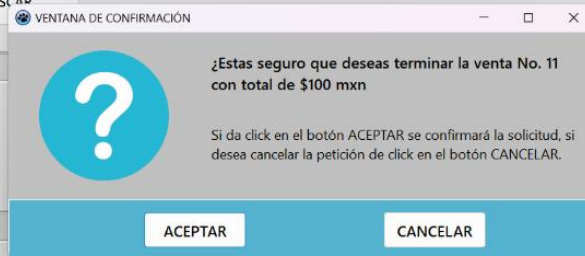 VENTANA DE CONFIRMACIÓN
¿Estas seguro que deseas terminar la venta No. 11
con total de $100 mxn
Si da click en el botón ACEPTAR se confirmará la solicitud, si
desea cancelar la petición de click en el botón CANCELAR.
ACEPTAR
CANCELAR